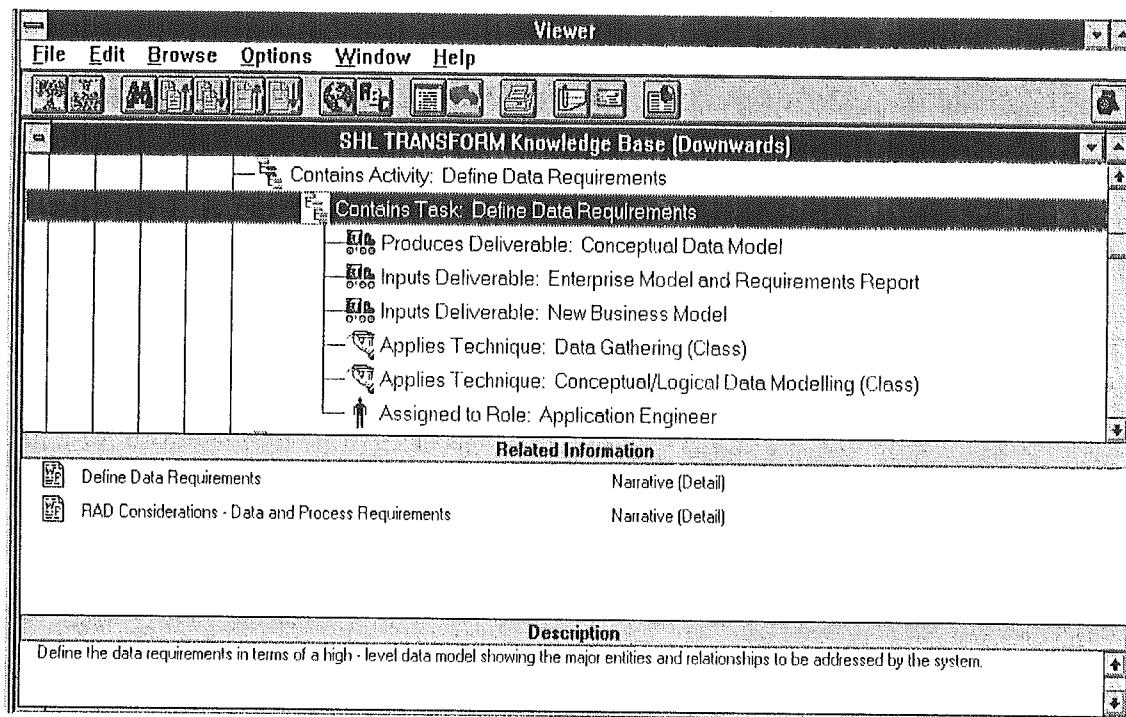 Viewer
File Edit Browse Options Window Help
SHL TRANSFORM Knowledge Base (Downwards)
Contains Activity: Define Data Requirements
Contains Task: Define Data Requirements
Produces Deliverable: Conceptual Data Model
Inputs Deliverable: Enterprise Model and Requirements Report
Inputs Deliverable: New Business Model
Applies Technique: Data Gathering (Class)
Applies Technique: Conceptual/Logical Data Modelling (Class)
Assigned to Role: Application Engineer
Related Information
Define Data Requirements Narrative (Detail)
RAD Considerations - Data and Process Requirements Narrative (Detail)
Description
Define the data requirements in terms of a high - level data model showing the major entities and relationships to be addressed by the system.